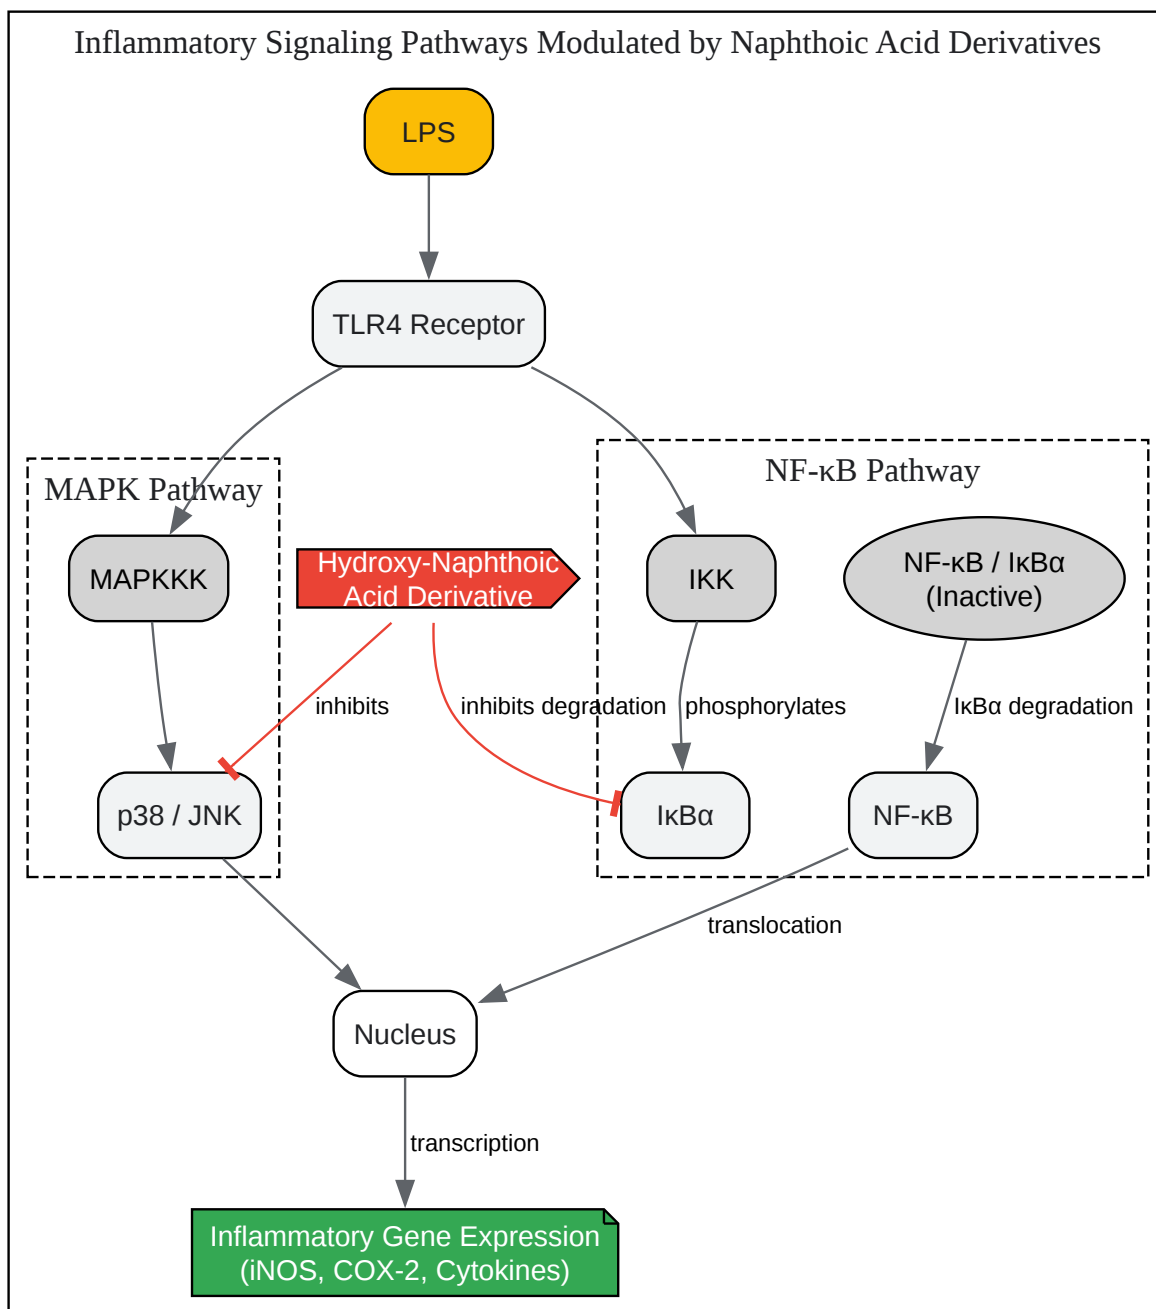 Inflammatory Signaling Pathways Modulated by Naphthoic Acid Derivatives
LPS
TLR4 Receptor
MAPK Pathway
NF-κB Pathway
MAPKKK
Hydroxy-Naphthoic
Acid Derivative
IKK
NF-κB / IκBα
(Inactive)
inhibits
inhibits degradation
phosphorylates
IκBα degradation
p38 / JNK
IκBα
NF-κB
translocation
Nucleus
transcription
Inflammatory Gene Expression
(iNOS, COX-2, Cytokines)